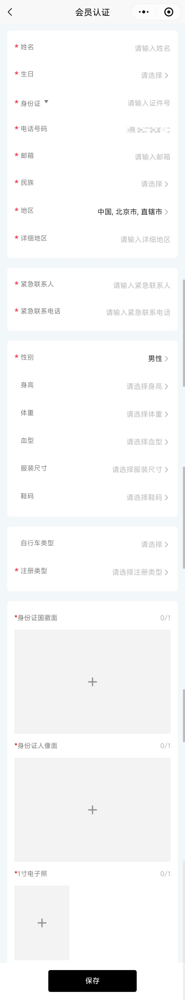 会员认证
* 姓名 请输入姓名
* 生日 请选择
* 身份证 请输入证件号
* 电话号码
* 邮箱 请输入邮箱
* 民族 请选择
* 地区 中国, 北京市, 直辖市
* 详细地区 请输入详细地区
* 紧急联系人 请输入紧急联系人
* 紧急联系电话 请输入紧急联系电话
* 性别 男性
身高 请选择身高
体重 请选择体重
血型 请选择血型
服装尺寸 请选择服装尺寸
鞋码 请选择鞋码
自行车类型 请选择
* 注册类型 请选择注册类型
*身份证国徽面 0/1
*身份证人像面 0/1
*1寸电子照 0/1
保存